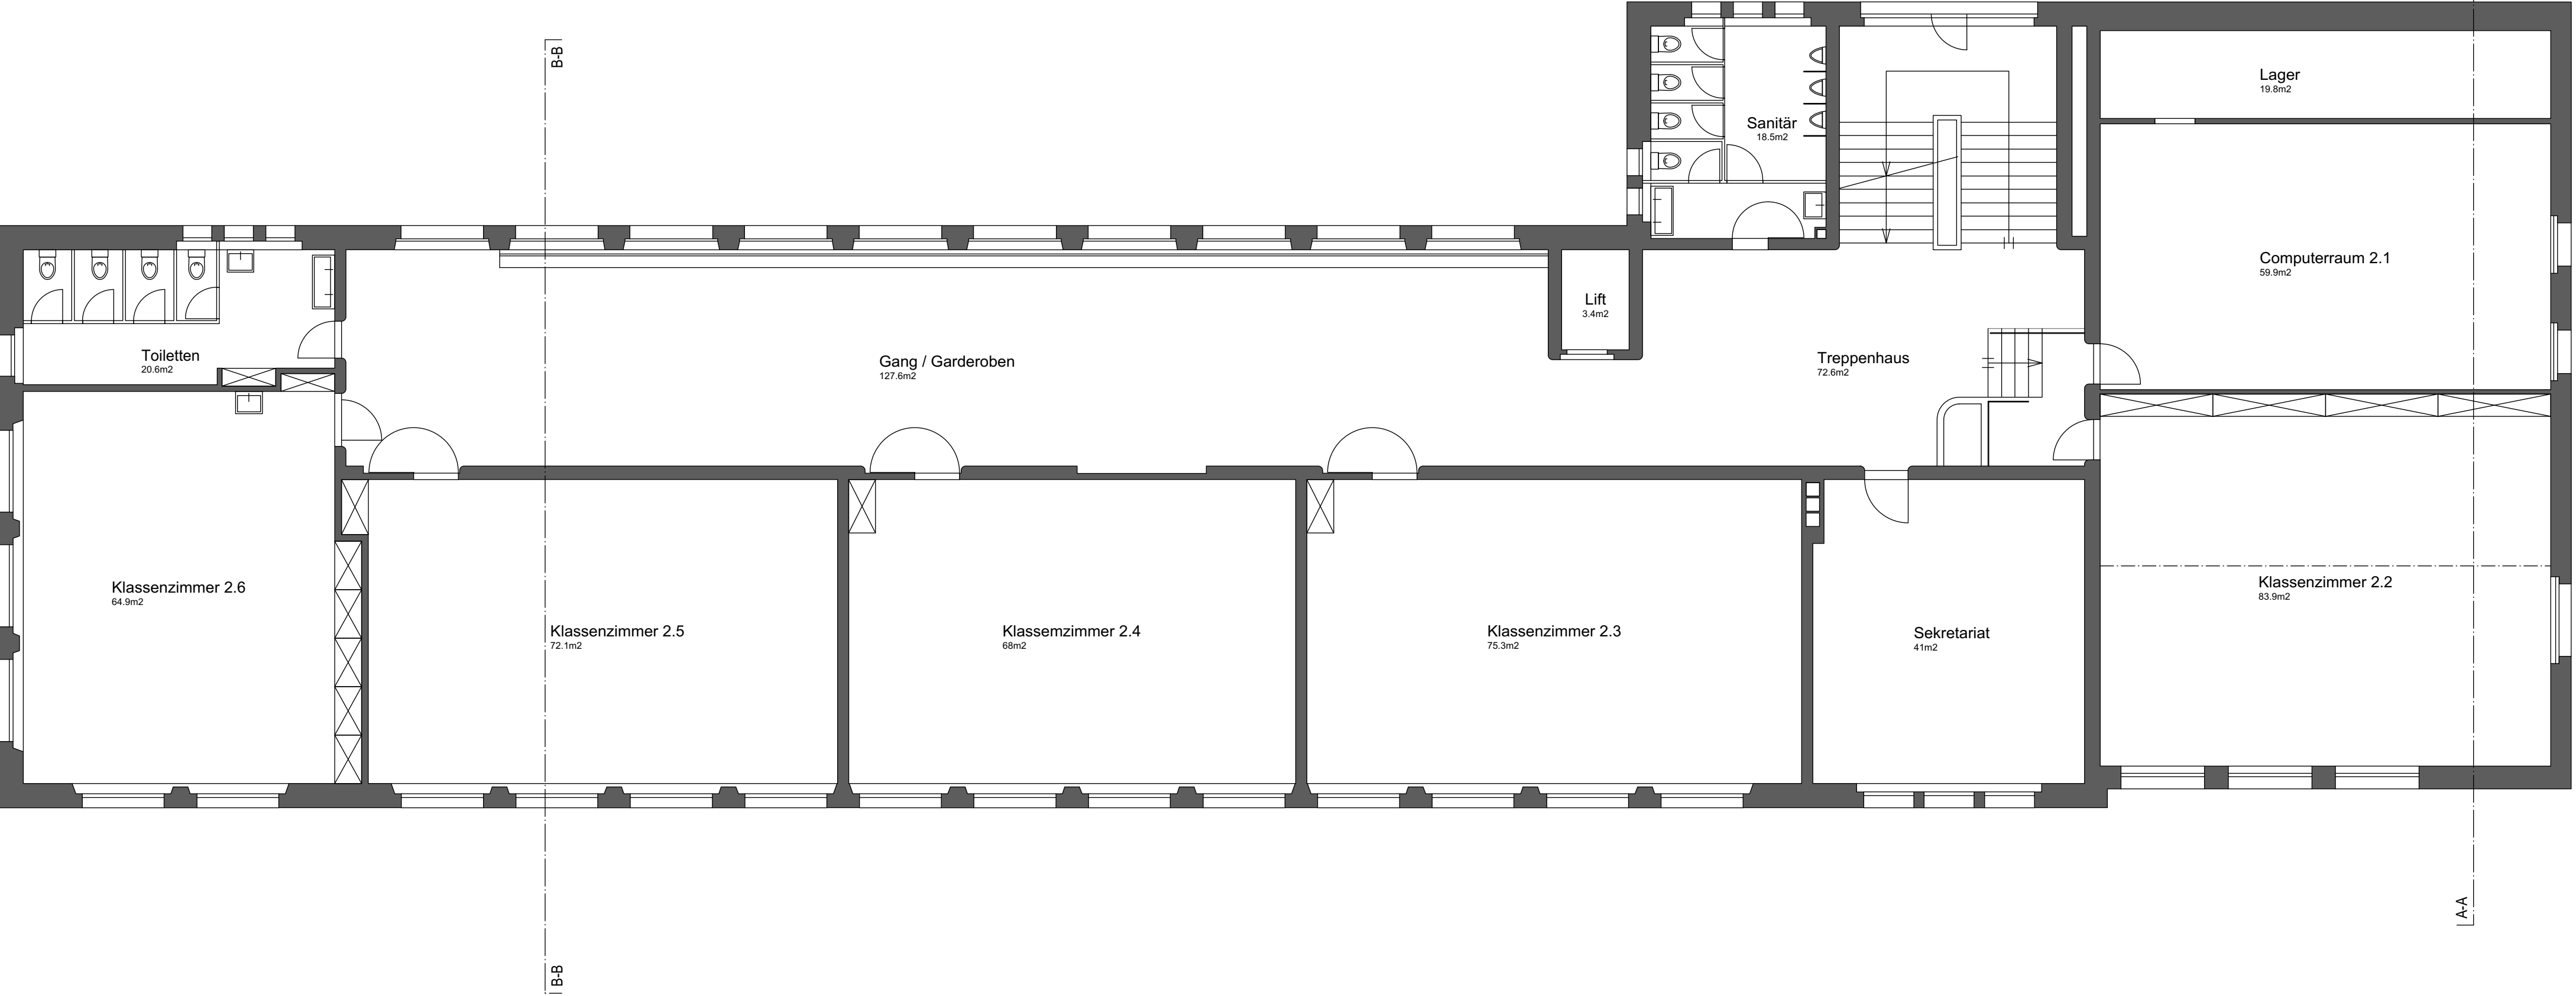 B-B
Lager
19.8m2
Sanitär
18.5m2
Computerraum 2.1
59.9m2
Lift
3.4m2
Toiletten
20.6m2
Gang / Garderoben
127.6m2
Treppenhaus
72.6m2
Klassenzimmer 2.6
64.9m2
Klassenzimmer 2.5
72.1m2
Klassemzimmer 2.4
68m2
Klassenzimmer 2.3
75.3m2
Sekretariat
41m2
Klassenzimmer 2.2
83.9m2
A-A
B-B